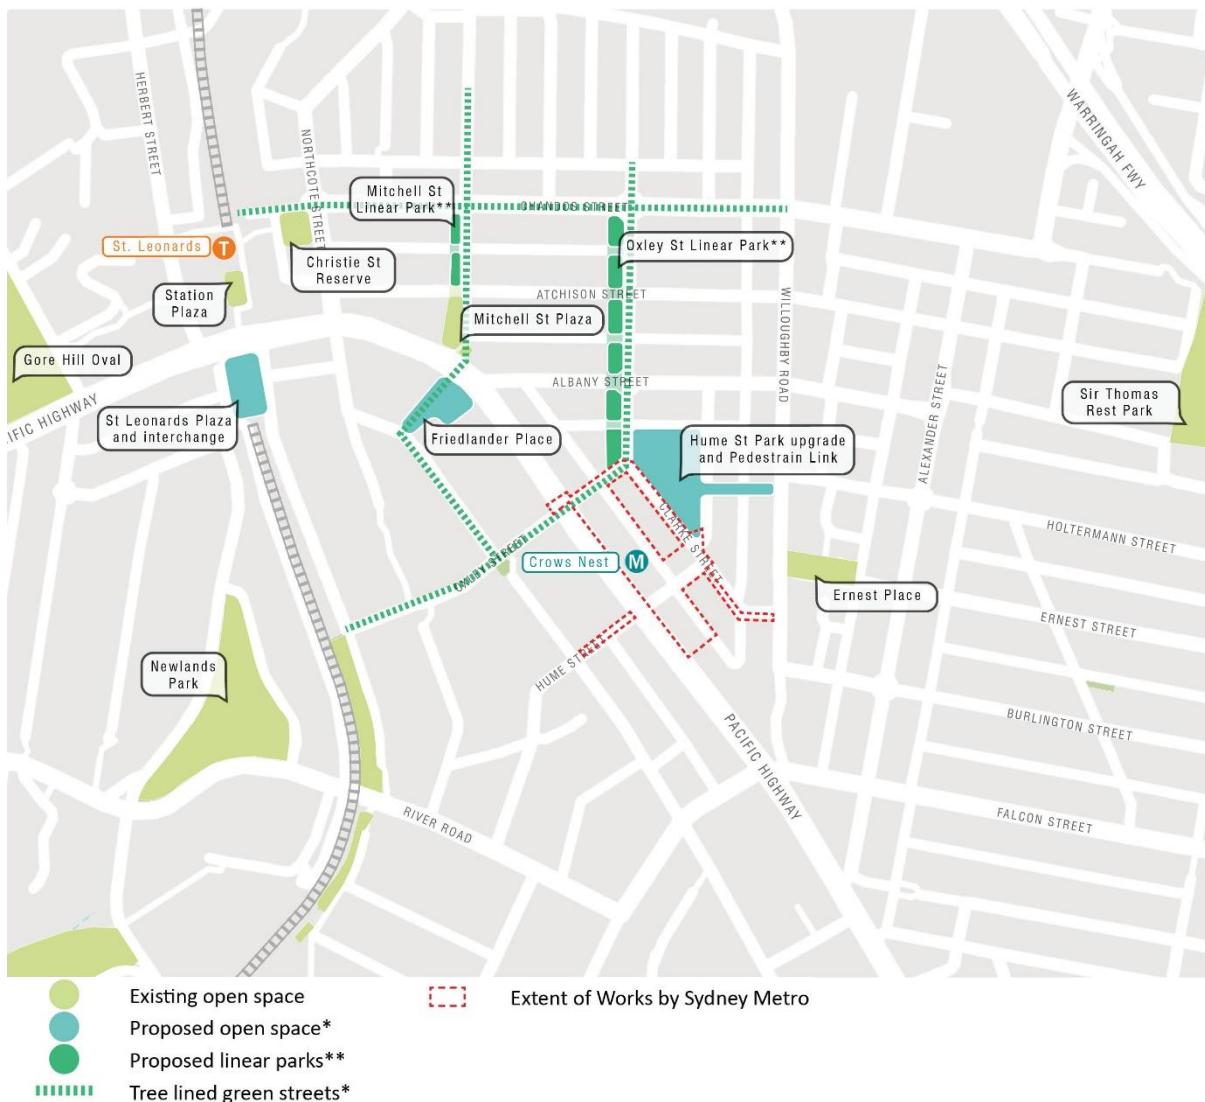 HERBERT STREET
NORTHCOTE STREET
WARRINGAH FWY
Mitchell St
Linear Park**
CHANDOS STREET
St. Leonards
T
Christie St
Reserve
Oxley St Linear Park**
Station
Plaza
ATCHISON STREET
Mitchell St Plaza
WILLOUGHBY ROAD
Gore Hill Oval
ALBANY STREET
ALEXANDER STREET
Sir Thomas
Rest Park
IFIC HIGHWAY
St Leonards Plaza
and interchange
Friedlander Place
Hume St Park upgrade
and Pedestrain Link
CLARKE STREET
HOLTERMANN STREET
OXLEY STREET
Crows Nest
M
Ernest Place
ERNEST STREET
HUME STREET
Newlands
Park
BURLINGTON STREET
PACIFIC HIGHWAY
RIVER ROAD
FALCON STREET
Existing open space
Extent of Works by Sydney Metro
Proposed open space*
Proposed linear parks**
Tree lined green streets*